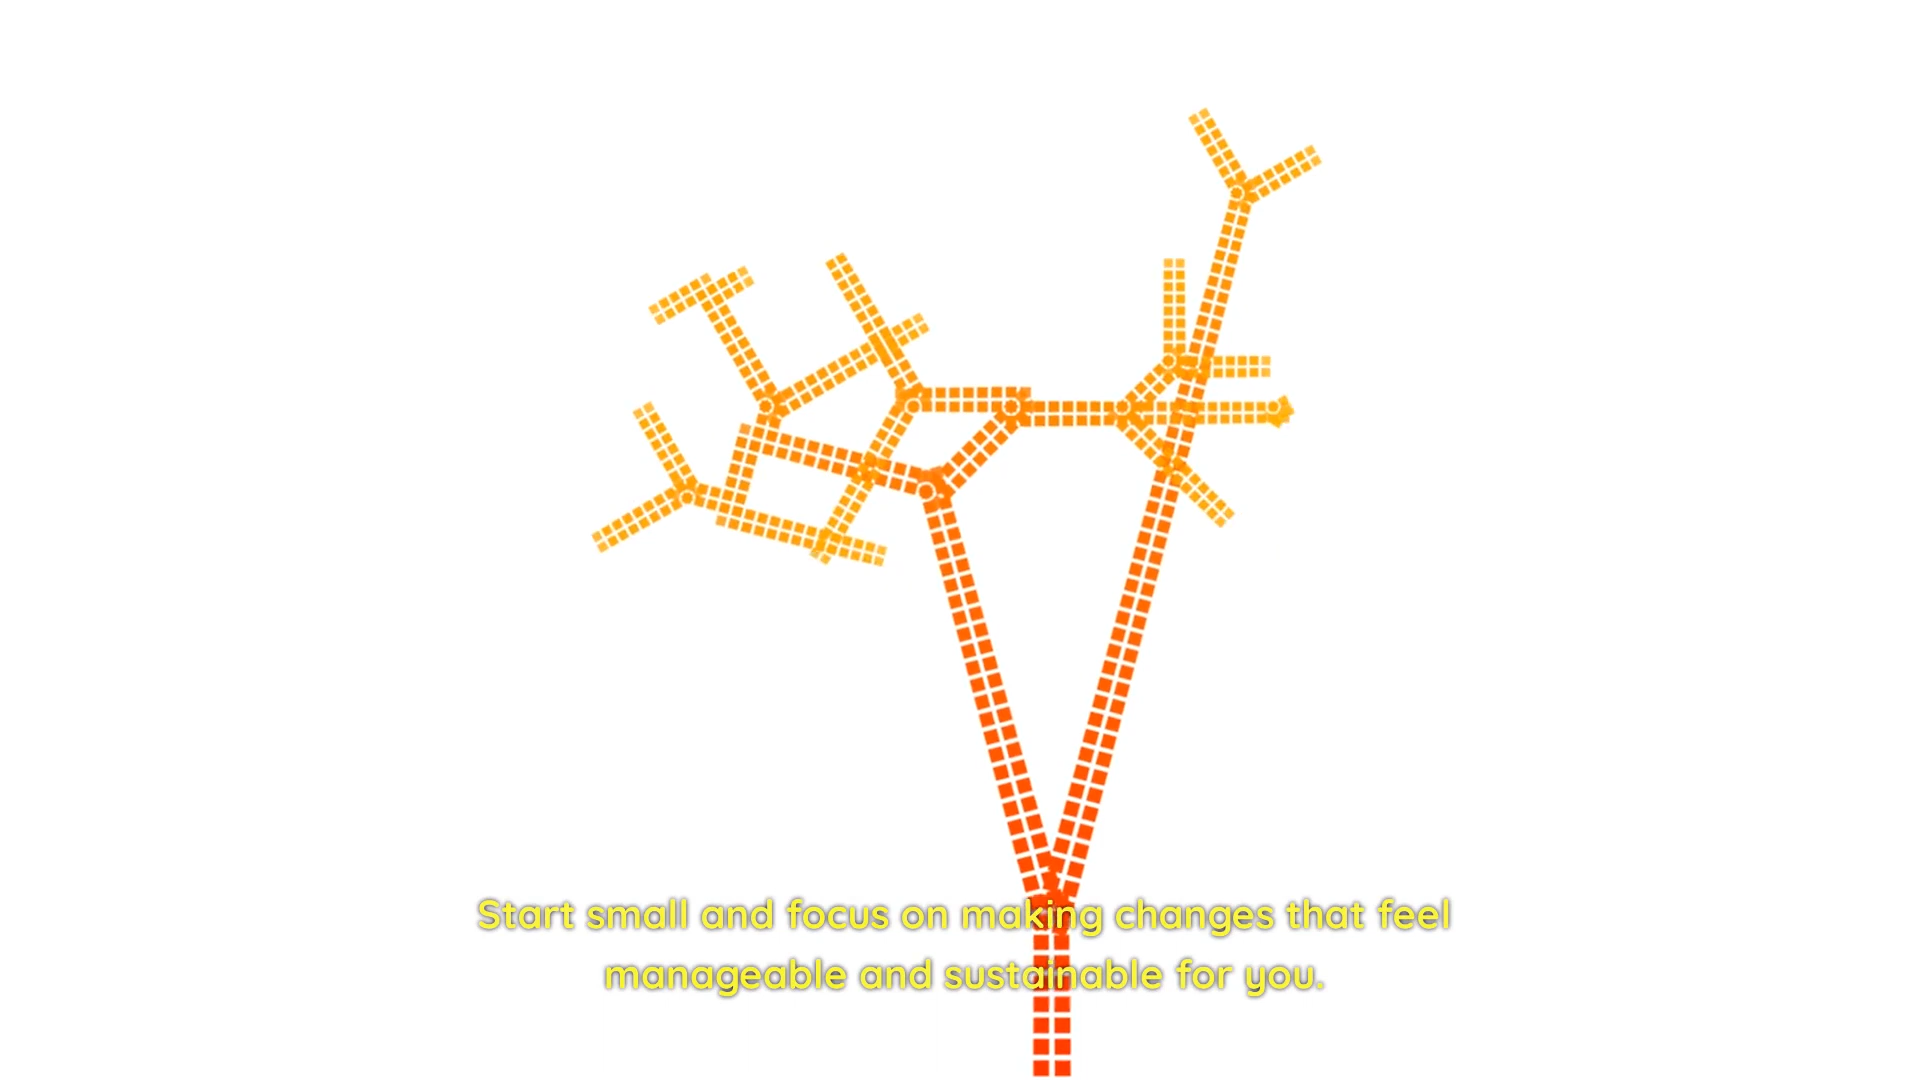 Start small and focus on making changes that feel
manageable and sustainable for you.